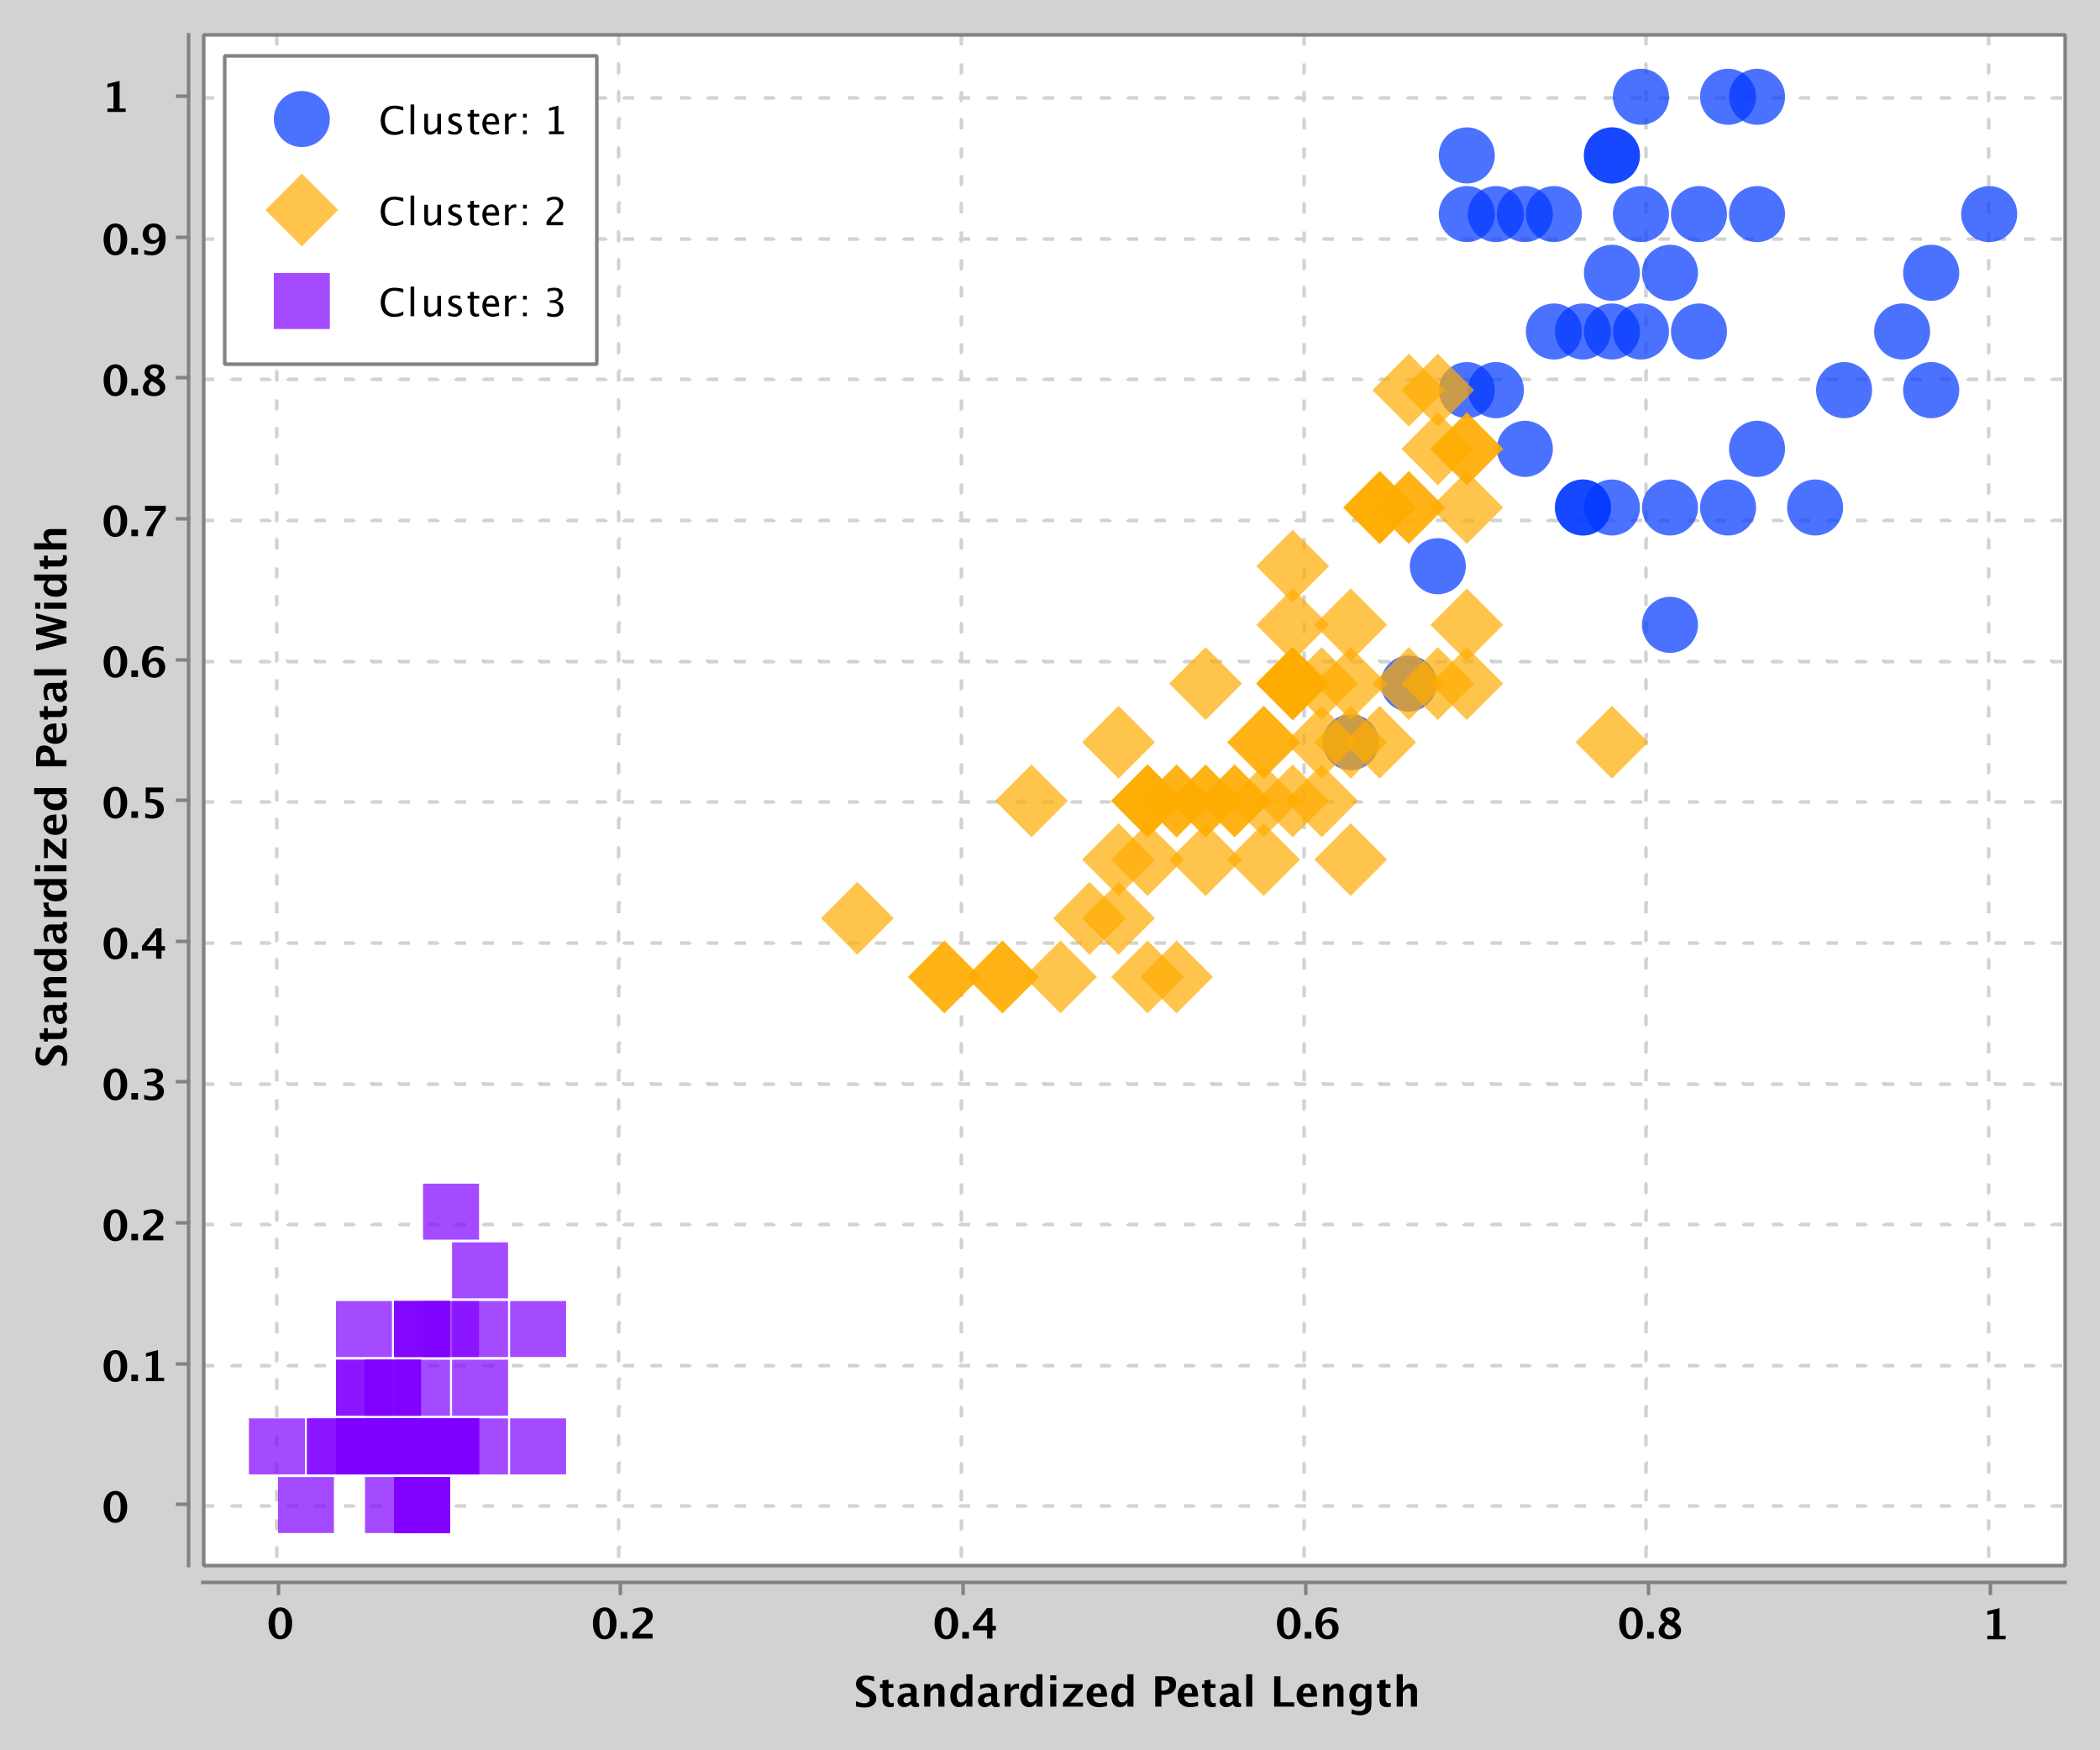 Cluster: 1
Cluster: 2
Cluster: 3
Standardized Petal Width
1
0.9
0.8
0.7
0.6
0.5
0.4
0.3
0.2
0.1
0
0 0.2 0.4 0.6 0.8 1
Standardized Petal Length